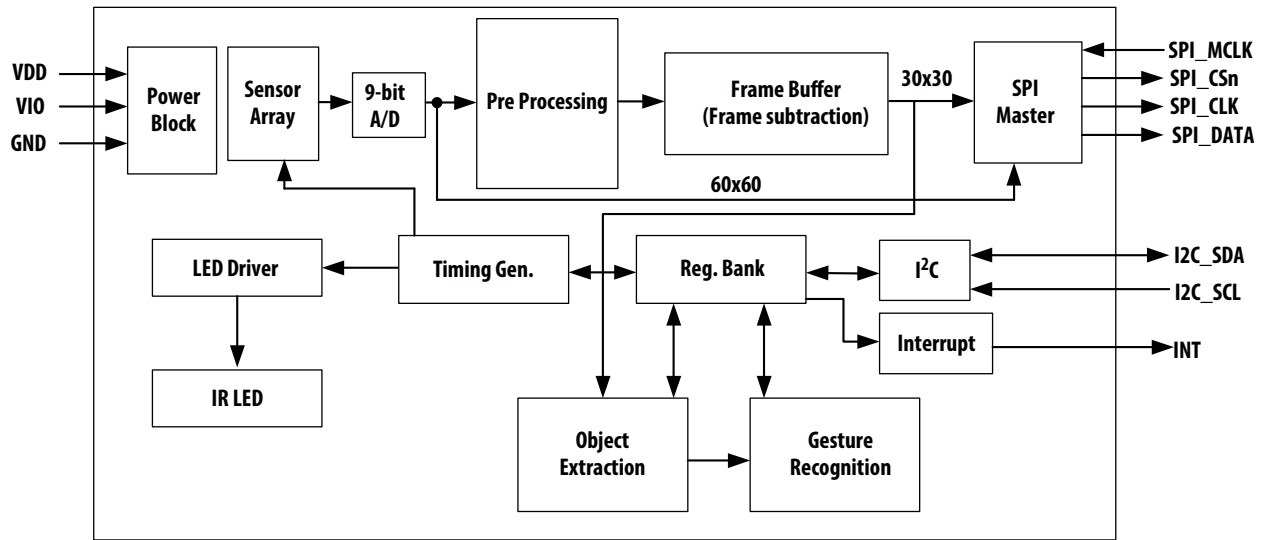 VDD
VIO
GND
Power
Block
Sensor
Array
9-bit
A/D
Pre Processing
Frame Buffer
(Frame subtraction)
30x30
60x60
SPI
Master
SPI_MCLK
SPI_CSn
SPI_CLK
SPI_DATA
LED Driver
Timing Gen.
Reg. Bank
I²C
I2C_SDA
I2C_SCL
Interrupt
INT
IR LED
Object
Extraction
Gesture
Recognition